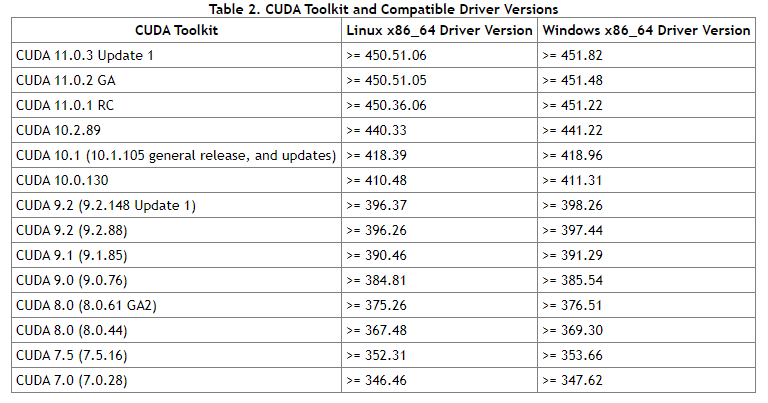 Table 2. CUDA Toolkit and Compatible Driver Versions
CUDA Toolkit Linux x86_64 Driver Version Windows x86_64 Driver Version
CUDA 11.0.3 Update 1 >= 450.51.06 >= 451.82
CUDA 11.0.2 GA >= 450.51.05 >= 451.48
CUDA 11.0.1 RC >= 450.36.06 >= 451.22
CUDA 10.2.89 >= 440.33 >= 441.22
CUDA 10.1 (10.1.105 general release, and updates) >= 418.39 >= 418.96
CUDA 10.0.130 >= 410.48 >= 411.31
CUDA 9.2 (9.2.148 Update 1) >= 396.37 >= 398.26
CUDA 9.2 (9.2.88) >= 396.26 >= 397.44
CUDA 9.1 (9.1.85) >= 390.46 >= 391.29
CUDA 9.0 (9.0.76) >= 384.81 >= 385.54
CUDA 8.0 (8.0.61 GA2) >= 375.26 >= 376.51
CUDA 8.0 (8.0.44) >= 367.48 >= 369.30
CUDA 7.5 (7.5.16) >= 352.31 >= 353.66
CUDA 7.0 (7.0.28) >= 346.46 >= 347.62